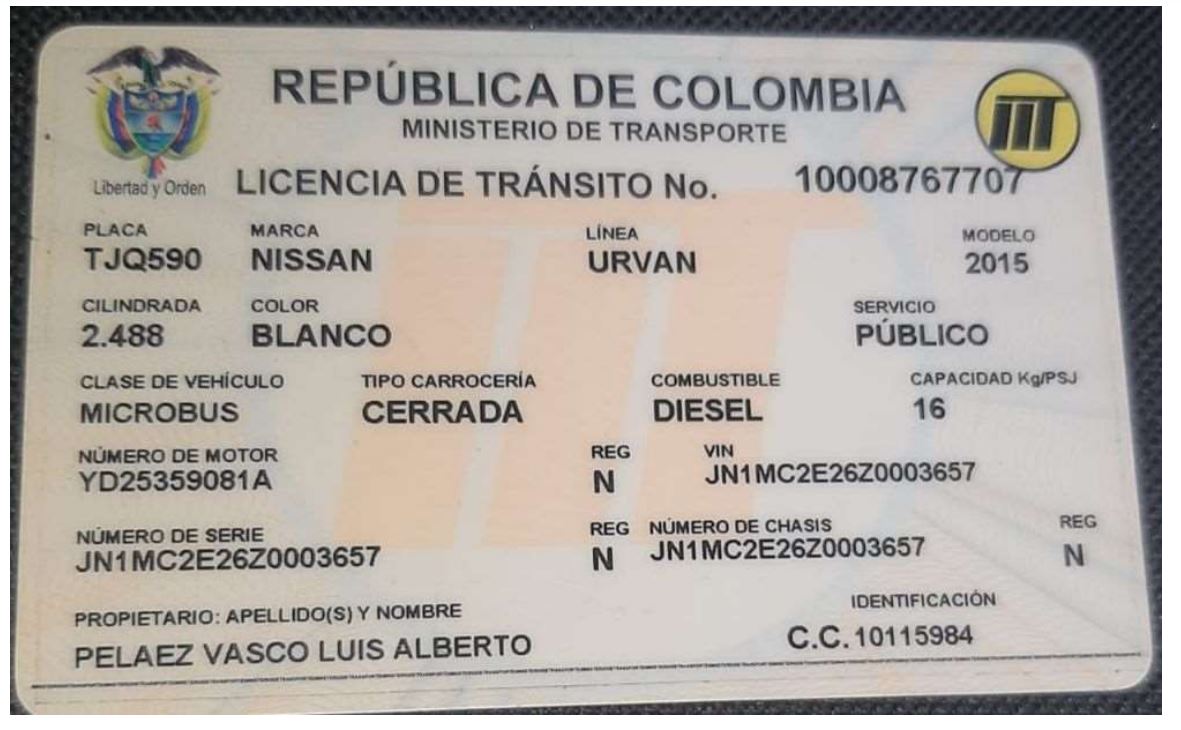 REPÚBLICA DE COLOMBIA
MINISTERIO DE TRANSPORTE
Libertad y Orden
LICENCIA DE TRÁNSITO No. 10008767707
PLACA MARCA LÍNEA MODELO
TJQ590 NISSAN URVAN 2015
CILINDRADA COLOR SERVICIO
2.488 BLANCO PÚBLICO
CLASE DE VEHÍCULO TIPO CARROCERÍA COMBUSTIBLE CAPACIDAD Kg/PSJ
MICROBUS CERRADA DIESEL 16
NÚMERO DE MOTOR REG VIN
YD25359081A N JN1MC2E26Z0003657
NÚMERO DE SERIE REG NÚMERO DE CHASIS REG
JN1MC2E26Z0003657 N JN1MC2E26Z0003657 N
PROPIETARIO: APELLIDO(S) Y NOMBRE IDENTIFICACIÓN
PELAEZ VASCO LUIS ALBERTO C.C. 10115984